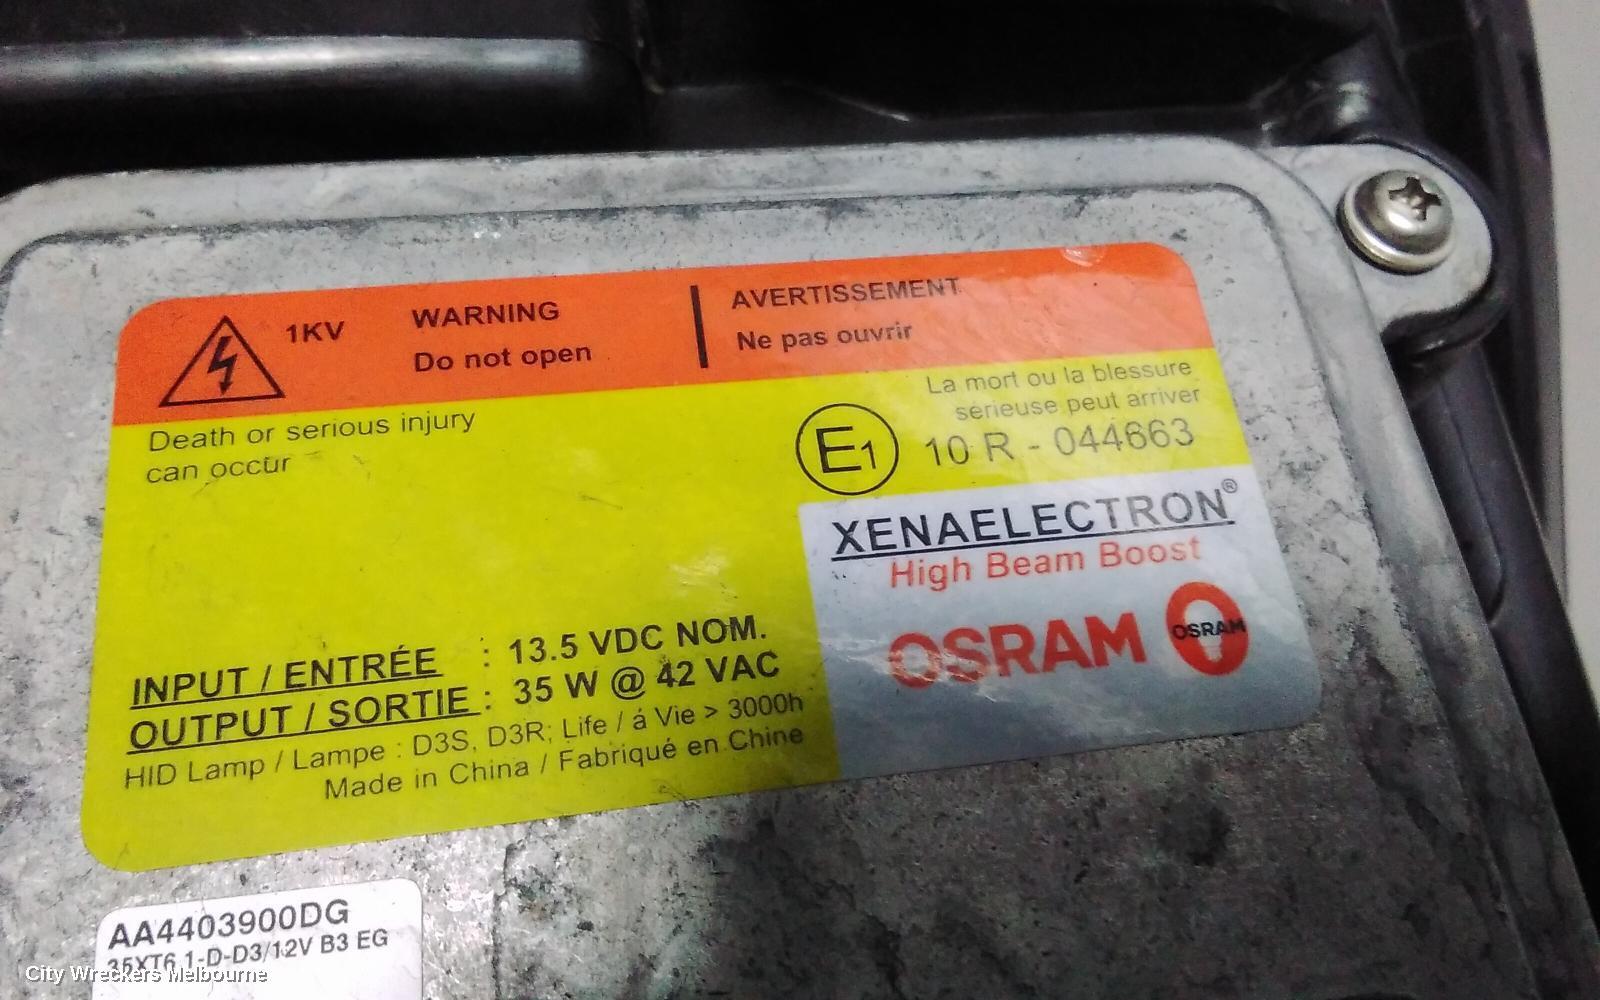 1KV
WARNING
Do not open
AVERTISSEMENT
Ne pas ouvrir
Death or serious injury
can occur
La mort ou la blessure
sérieuse peut arriver
E1
10 R - 044663
XENAELECTRON®
High Beam Boost
OSRAM
OSRAM
INPUT / ENTRÉE : 13.5 VDC NOM.
OUTPUT / SORTIE : 35 W @ 42 VAC
HID Lamp / Lampe : D3S, D3R; Life / á Vie > 3000h
Made in China / Fabriqué en Chine
AA4403900DG
35XT6 1-D-D3/12V B3 EG
City Wreckers Melbourne